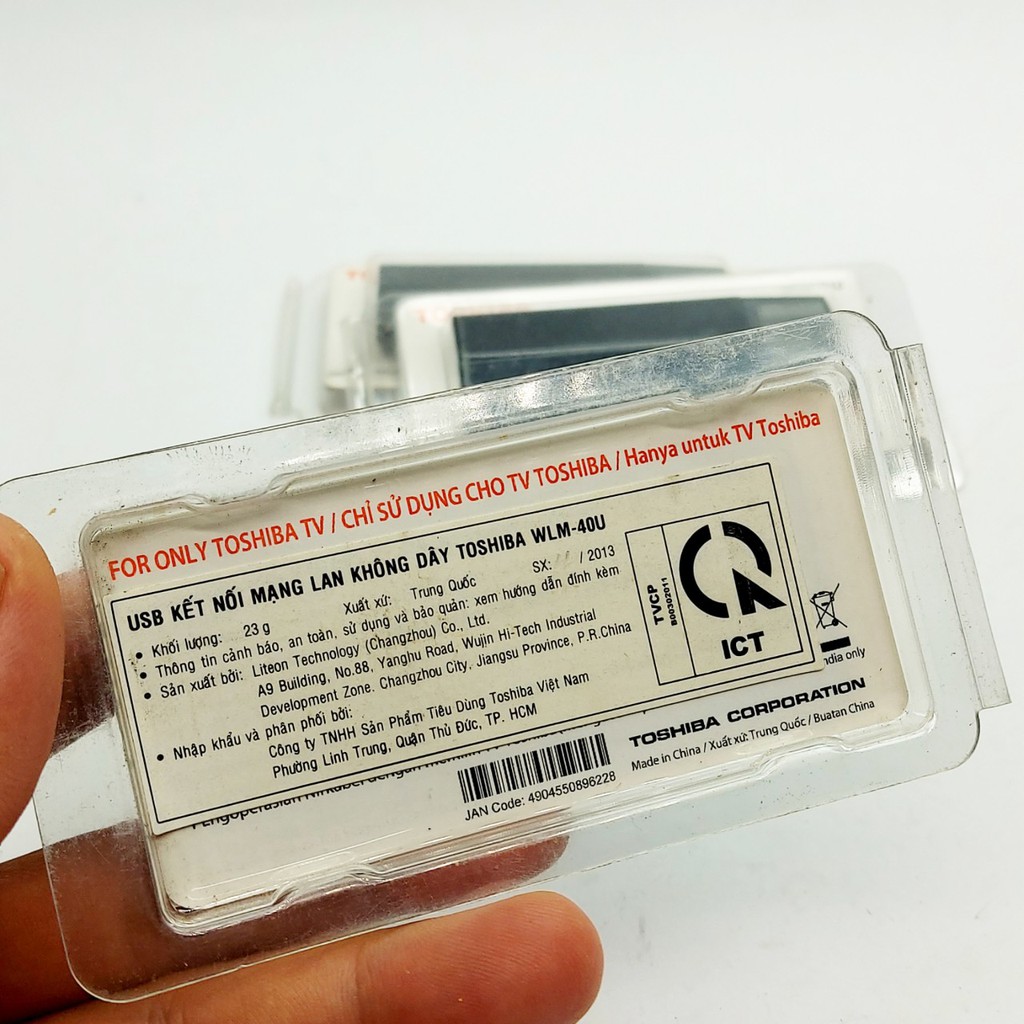 FOR ONLY TOSHIBA TV / CHỈ SỬ DỤNG CHO TV TOSHIBA / Hanya untuk TV Toshiba
USB KẾT NỐI MẠNG LAN KHÔNG DÂY TOSHIBA WLM-40U
• Khối lượng: 23 g Xuất xứ: Trung Quốc SX: 11 / 2013
• Thông tin cảnh báo, an toàn, sử dụng và bảo quản: xem hướng dẫn đính kèm
• Sản xuất bởi: Liteon Technology (Changzhou) Co., Ltd.
A9 Building, No.88, Yanghu Road, Wujin Hi-Tech Industrial
Development Zone. Changzhou City, Jiangsu Province, P.R.China
• Nhập khẩu và phân phối bởi:
Công ty TNHH Sản Phẩm Tiêu Dùng Toshiba Việt Nam
Phường Linh Trung, Quận Thủ Đức, TP. HCM
TVCP
B00302011
ICT
ndia only
TOSHIBA CORPORATION
Made in China / Xuất xứ: Trung Quốc / Buatan China
JAN Code: 4904550896228